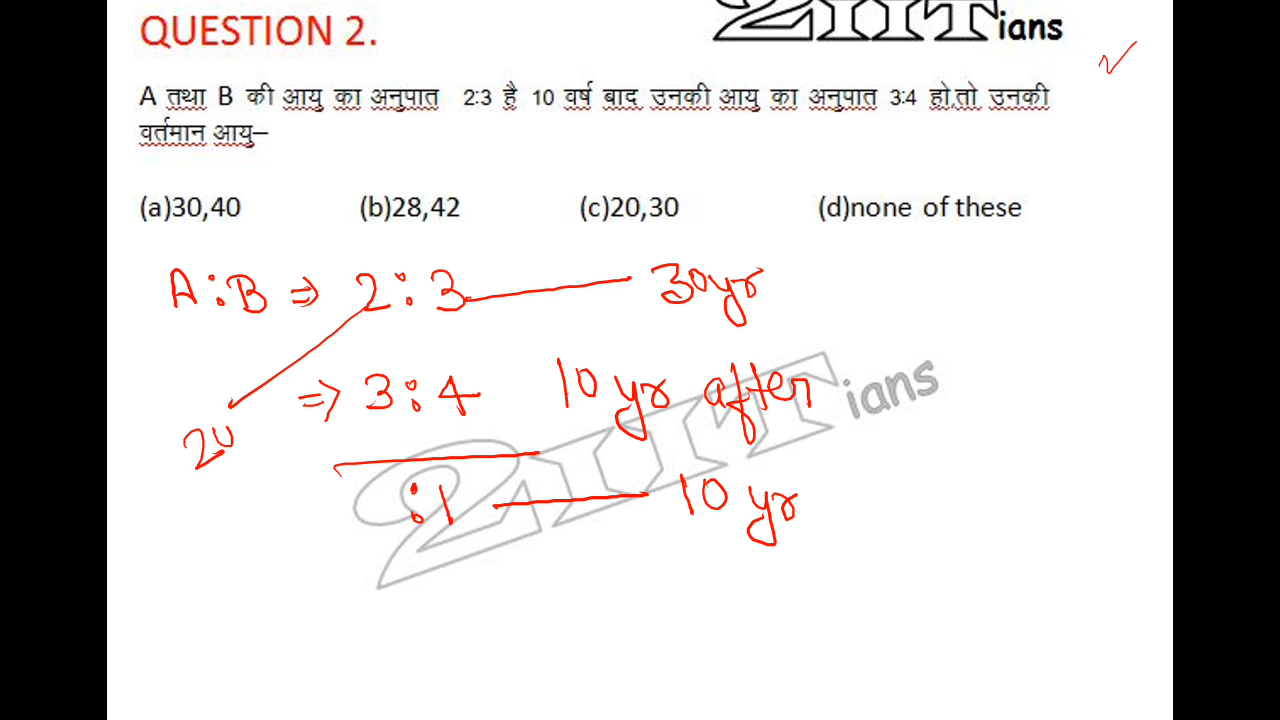 QUESTION 2.
2IITians
A तथा B की आयु का अनुपात 2:3 है 10 वर्ष बाद उनकी आयु का अनुपात 3:4 हो,तो उनकी
वर्तमान आयु–
(a)30,40 (b)28,42 (c)20,30 (d)none of these
A:B ⇒ 2:3 30yr
⇒ 3:4 10 yr after
20
:1 10 yr
2IITians